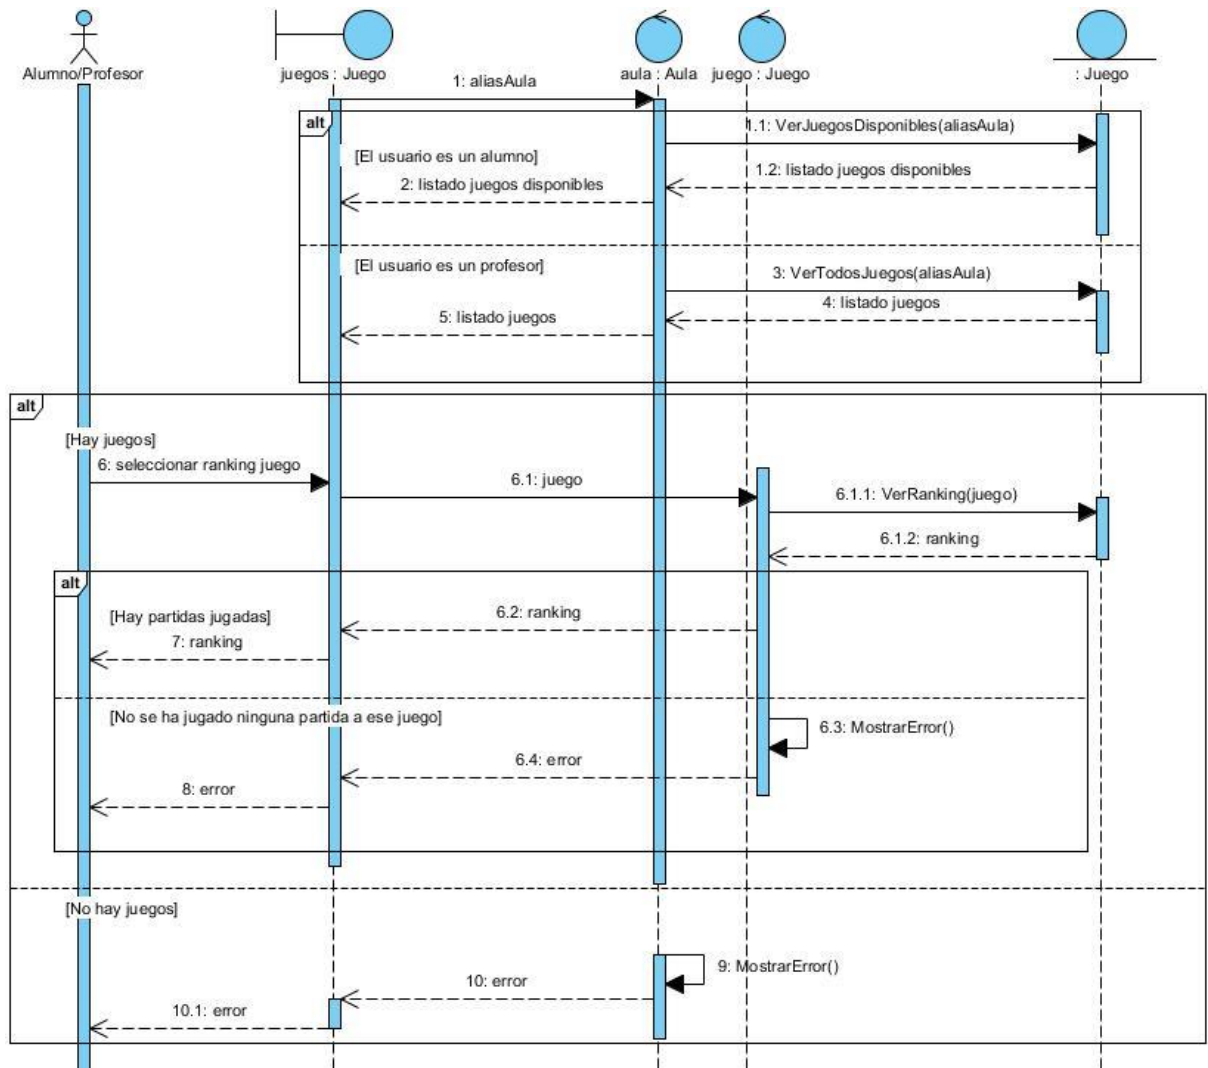 Alumno/Profesor
juegos : Juego
aula : Aula
juego : Juego
: Juego
1: aliasAula
alt
1.1: VerJuegosDisponibles(aliasAula)
[El usuario es un alumno]
1.2: listado juegos disponibles
2: listado juegos disponibles
[El usuario es un profesor]
3: VerTodosJuegos(aliasAula)
4: listado juegos
5: listado juegos
alt
[Hay juegos]
6: seleccionar ranking juego
6.1: juego
6.1.1: VerRanking(juego)
6.1.2: ranking
alt
[Hay partidas jugadas]
6.2: ranking
7: ranking
[No se ha jugado ninguna partida a ese juego]
6.3: MostrarError()
6.4: error
8: error
[No hay juegos]
9: MostrarError()
10: error
10.1: error